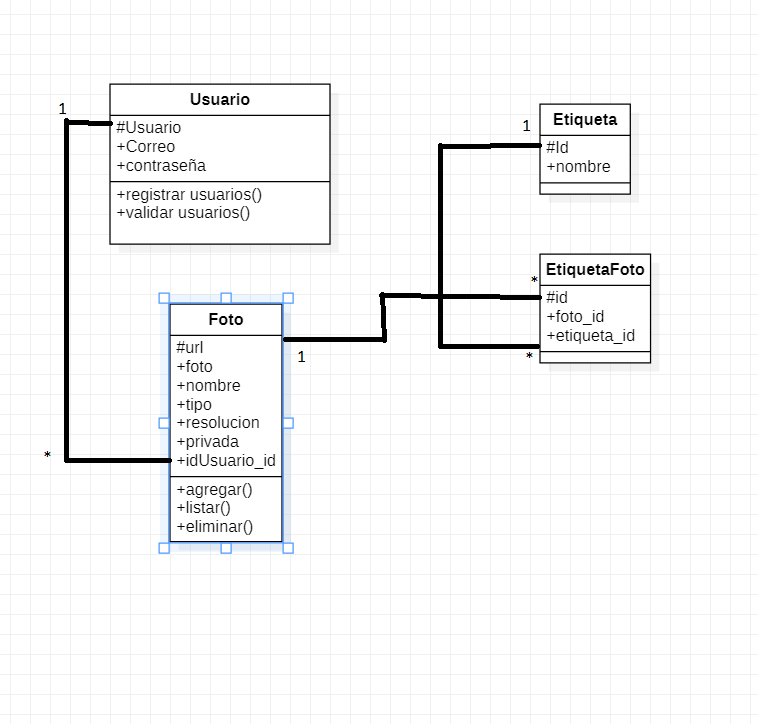 Usuario
1
#Usuario
+Correo
+contraseña
+registrar usuarios()
+validar usuarios()
Etiqueta
1
#Id
+nombre
EtiquetaFoto
*
#id
+foto_id
+etiqueta_id
*
Foto
1
#url
+foto
+nombre
+tipo
+resolucion
+privada
*
+idUsuario_id
+agregar()
+listar()
+eliminar()